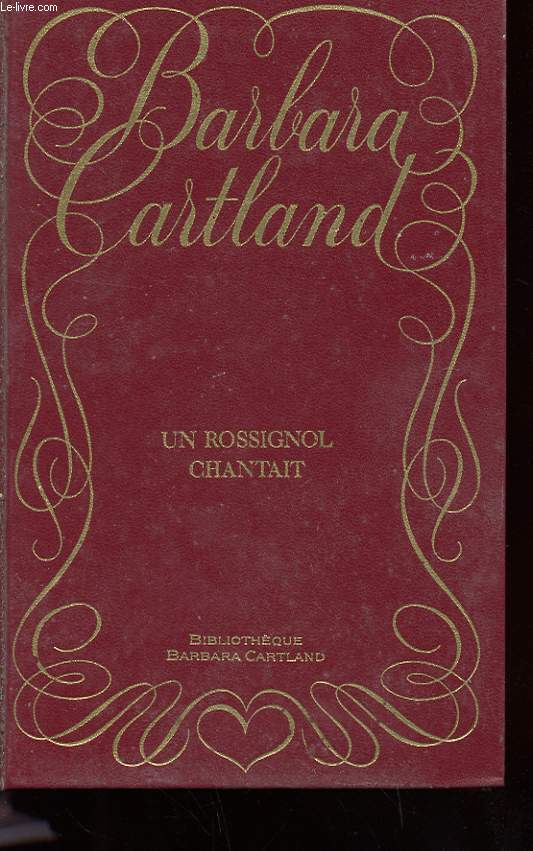 Le-livre.com
Barbara
Cartland
UN ROSSIGNOL
CHANTAIT
BIBLIOTHÈQUE
BARBARA CARTLAND